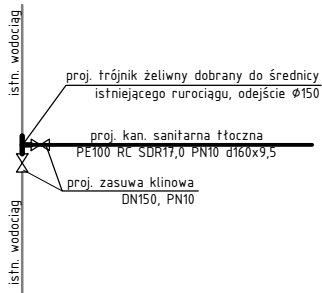 istn. wodociąg
proj. trójnik żeliwny dobrany do średnicy
istniejącego rurociągu, odejście Ø150
proj. kan. sanitarna tłoczna
PE100 RC SDR17,0 PN10 d160x9,5
proj. zasuwa klinowa
DN150, PN10
istn. wodociąg